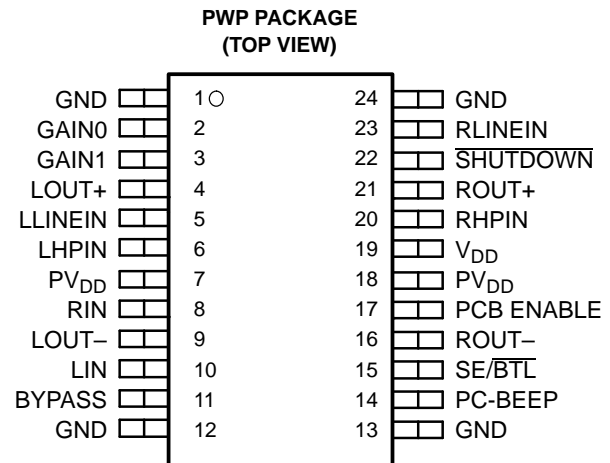 PWP PACKAGE
(TOP VIEW)
GND 1 24 GND
GAIN0 2 23 RLINEIN
GAIN1 3 22 SHUTDOWN
LOUT+ 4 21 ROUT+
LLINEIN 5 20 RHPIN
LHPIN 6 19 VDD
PVDD 7 18 PVDD
RIN 8 17 PCB ENABLE
LOUT– 9 16 ROUT–
LIN 10 15 SE/BTL
BYPASS 11 14 PC-BEEP
GND 12 13 GND